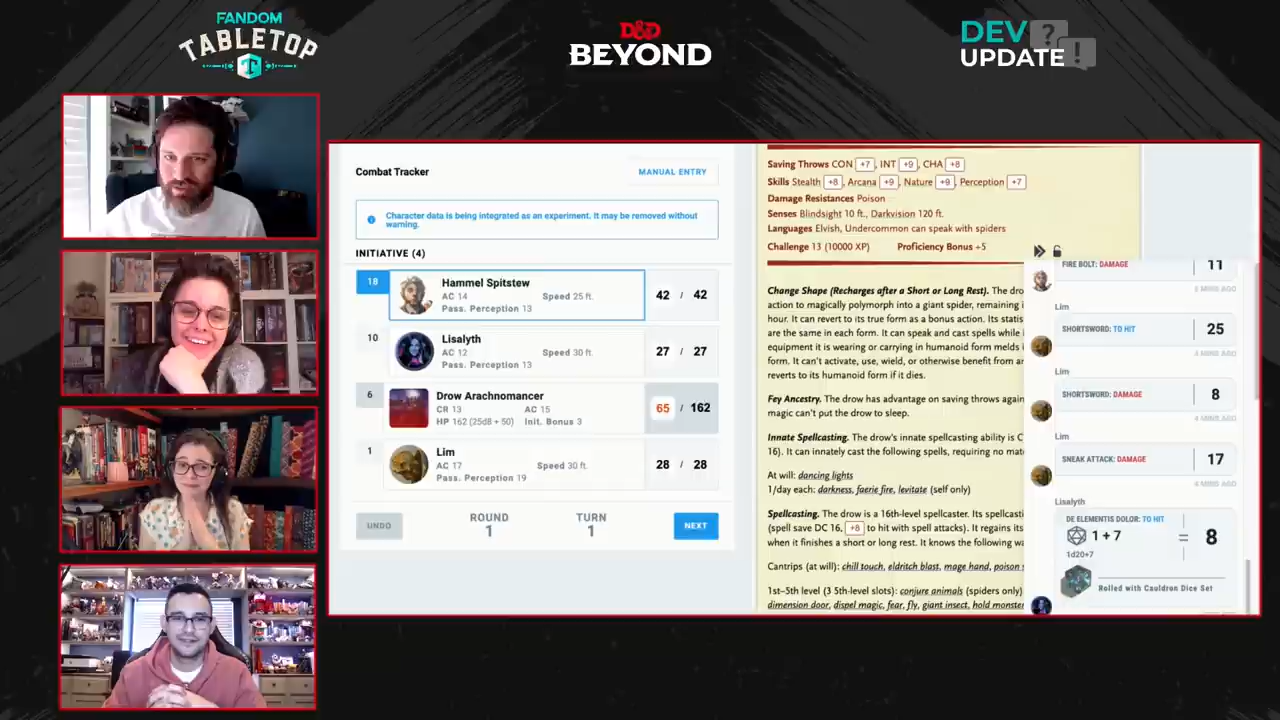 FANDOM
TABLETOP
D&D
BEYOND
DEV ?
UPDATE !
Combat Tracker
MANUAL ENTRY
Character data is being integrated as an experiment. It may be removed without
warning.
INITIATIVE (4)
18
Hammel Spitstew
AC 14
Speed 25 ft.
Pass. Perception 13
42 / 42
10
Lisalyth
AC 12
Speed 30 ft.
Pass. Perception 13
27 / 27
6
Drow Arachnomancer
CR 13
AC 15
HP 162 (25d8 + 50)
Init. Bonus 3
65 / 162
1
Lim
AC 17
Speed 30 ft.
Pass. Perception 19
28 / 28
UNDO
ROUND
1
TURN
1
NEXT
Saving Throws CON +7, INT +9, CHA +8
Skills Stealth +8, Arcana +9, Nature +9, Perception +7
Damage Resistances Poison
Senses Blindsight 10 ft., Darkvision 120 ft.
Languages Elvish, Undercommon can speak with spiders
Challenge 13 (10000 XP)
Proficiency Bonus +5
Change Shape (Recharges after a Short or Long Rest). The dro
action to magically polymorph into a giant spider, remaining i
hour. It can revert to its true form as a bonus action. Its statis
are the same in each form. It can speak and cast spells while i
equipment it is wearing or carrying in humanoid form melds i
form. It can't activate, use, wield, or otherwise benefit from an
reverts to its humanoid form if it dies.
Fey Ancestry. The drow has advantage on saving throws again
magic can't put the drow to sleep.
Innate Spellcasting. The drow's innate spellcasting ability is C
16). It can innately cast the following spells, requiring no mat
At will: dancing lights
1/day each: darkness, faerie fire, levitate (self only)
Spellcasting. The drow is a 16th-level spellcaster. Its spellcasti
(spell save DC 16, +8 to hit with spell attacks). It regains its
when it finishes a short or long rest. It knows the following wa
Cantrips (at will): chill touch, eldritch blast, mage hand, poison s
1st–5th level (3 5th-level slots): conjure animals (spiders only)
dimension door, dispel magic, fear, fly, giant insect, hold monster
FIRE BOLT: DAMAGE
11
MINS AGO
Lim
SHORTSWORD: TO HIT
25
MINS AGO
Lim
SHORTSWORD: DAMAGE
8
4 MINS AGO
Lim
SNEAK ATTACK: DAMAGE
17
4 MINS AGO
Lisalyth
DE ELEMENTIS DOLOR: TO HIT
1 + 7
= 8
1d20+7
Rolled with Cauldron Dice Set